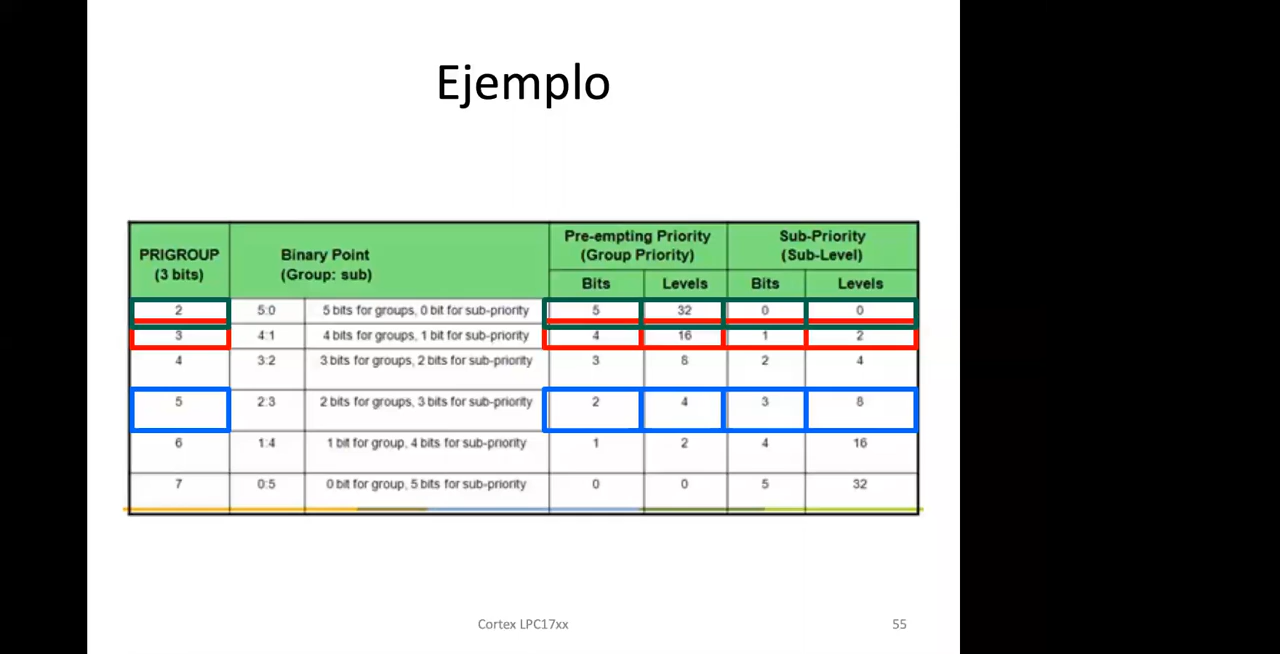 Ejemplo
PRIGROUP (3 bits) Binary Point (Group: sub) Pre-empting Priority (Group Priority) Sub-Priority (Sub-Level)
Bits Levels Bits Levels
2 5:0 5 bits for groups, 0 bit for sub-priority 5 32 0 0
3 4:1 4 bits for groups, 1 bit for sub-priority 4 16 1 2
4 3:2 3 bits for groups, 2 bits for sub-priority 3 8 2 4
5 2:3 2 bits for groups, 3 bits for sub-priority 2 4 3 8
6 1:4 1 bit for group, 4 bits for sub-priority 1 2 4 16
7 0:5 0 bit for group, 5 bits for sub-priority 0 0 5 32
Cortex LPC17xx 55